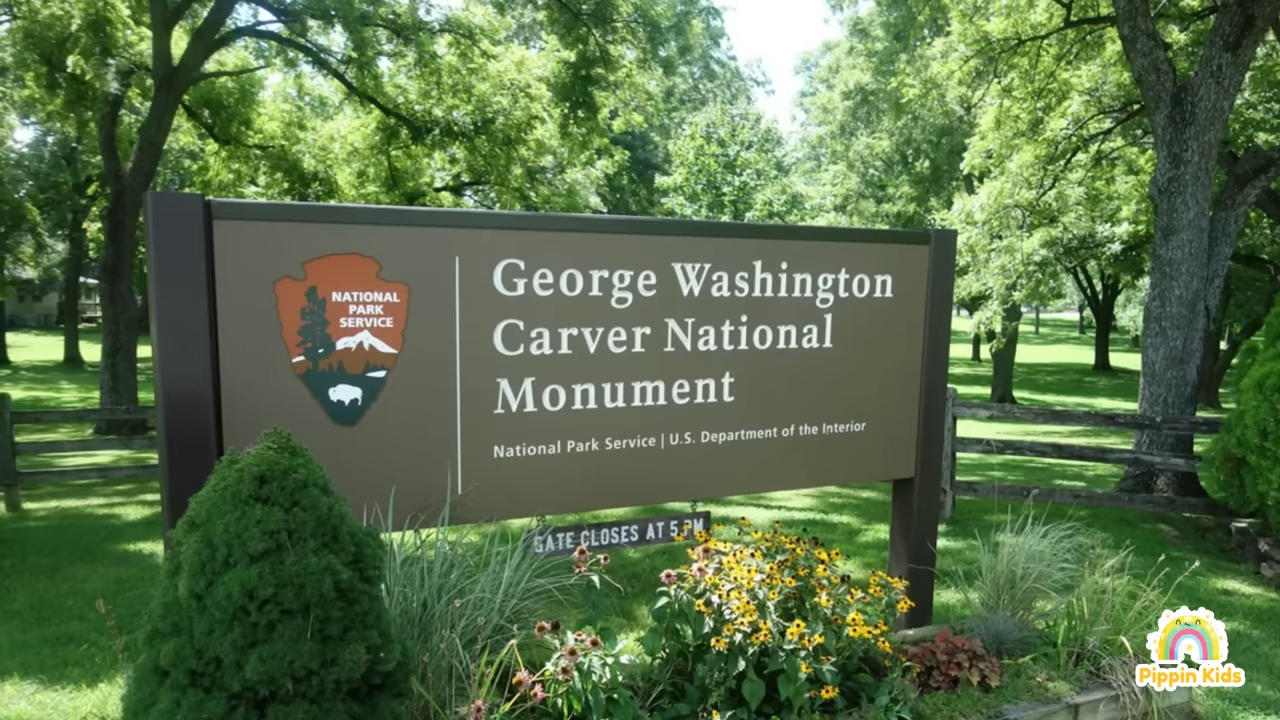 NATIONAL
PARK
SERVICE
George Washington
Carver National
Monument
National Park Service | U.S. Department of the Interior
GATE CLOSES AT 5 PM
Pippin Kids